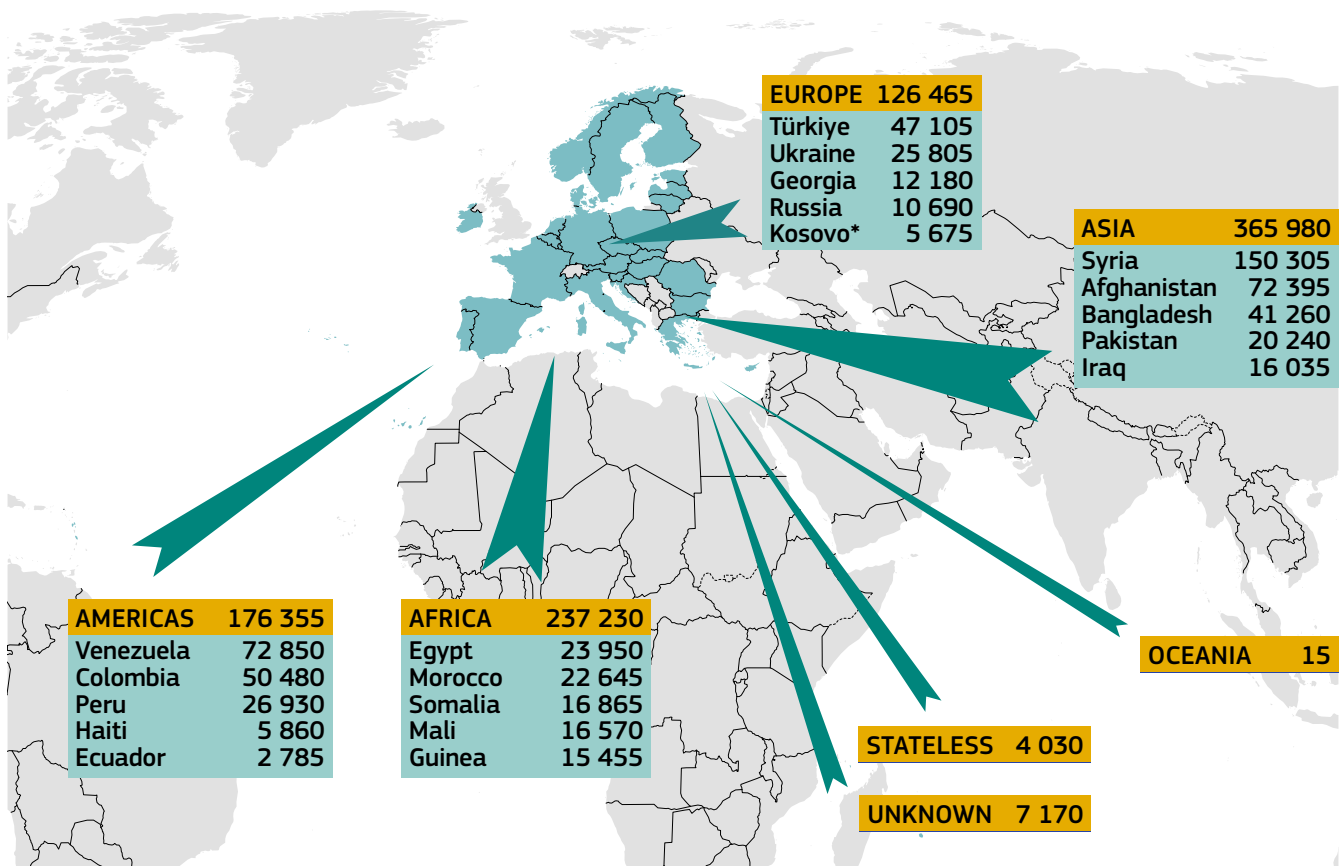 EUROPE 126 465
Türkiye 47 105
Ukraine 25 805
Georgia 12 180
Russia 10 690
Kosovo* 5 675
ASIA 365 980
Syria 150 305
Afghanistan 72 395
Bangladesh 41 260
Pakistan 20 240
Iraq 16 035
AMERICAS 176 355
Venezuela 72 850
Colombia 50 480
Peru 26 930
Haiti 5 860
Ecuador 2 785
AFRICA 237 230
Egypt 23 950
Morocco 22 645
Somalia 16 865
Mali 16 570
Guinea 15 455
OCEANIA 15
STATELESS 4 030
UNKNOWN 7 170